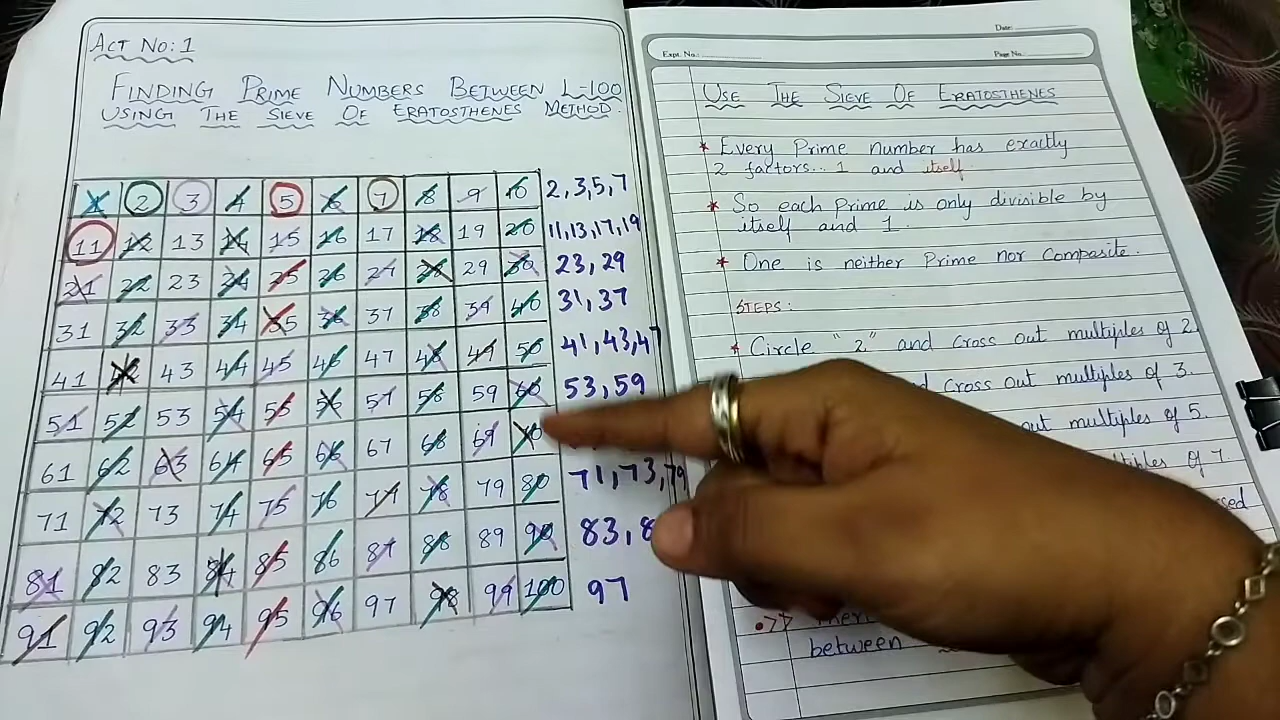 ACT NO: 1
FINDING PRIME NUMBERS BETWEEN 1-100
USING THE SIEVE OF ERATOSTHENES METHOD.
1 2 3 4 5 6 7 8 9 10 2,3,5,7
11 12 13 14 15 16 17 18 19 20 11,13,17,19
21 22 23 24 25 26 27 28 29 30 23,29
31 32 33 34 35 36 37 38 39 40 31,37
41 42 43 44 45 46 47 48 49 50 41,43,47
51 52 53 54 55 56 57 58 59 60 53,59
61 62 63 64 65 66 67 68 69 70
71 72 73 74 75 76 77 78 79 80 71,73,79
81 82 83 84 85 86 87 88 89 90 83,8
91 92 93 94 95 96 97 98 99 100 97
Date:
Expt. No. Page No.
USE THE SIEVE OF ERATOSTHENES
* Every Prime number has exactly
2 factors... 1 and itself.
* So each Prime is only divisible by
itself and 1.
* One is neither Prime nor Composite.
STEPS:
* Circle "2" and cross out multiples of 2.
cross out multiples of 3.
out multiples of 5.
of 7.
between